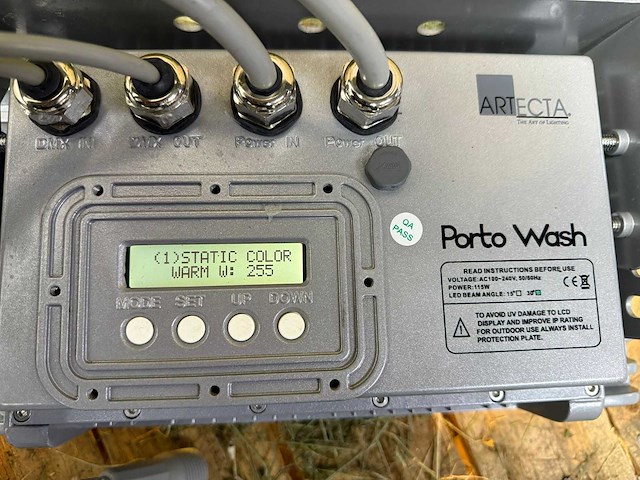 ARTECTA
THE ART OF LIGHTING
DMX IN
DMX OUT
Power IN
Power OUT
QA
PASS
Porto Wash
(1)STATIC COLOR
WARM W: 255
MODE SET UP DOWN
READ INSTRUCTIONS BEFORE USE
VOLTAGE: AC100~240V, 50/60Hz
POWER: 115W
LED BEAM ANGLE: 15° 30°
CE
TO AVOID UV DAMAGE TO LCD
DISPLAY AND IMPROVE IP RATING
FOR OUTDOOR USE ALWAYS INSTALL
PROTECTION PLATE.